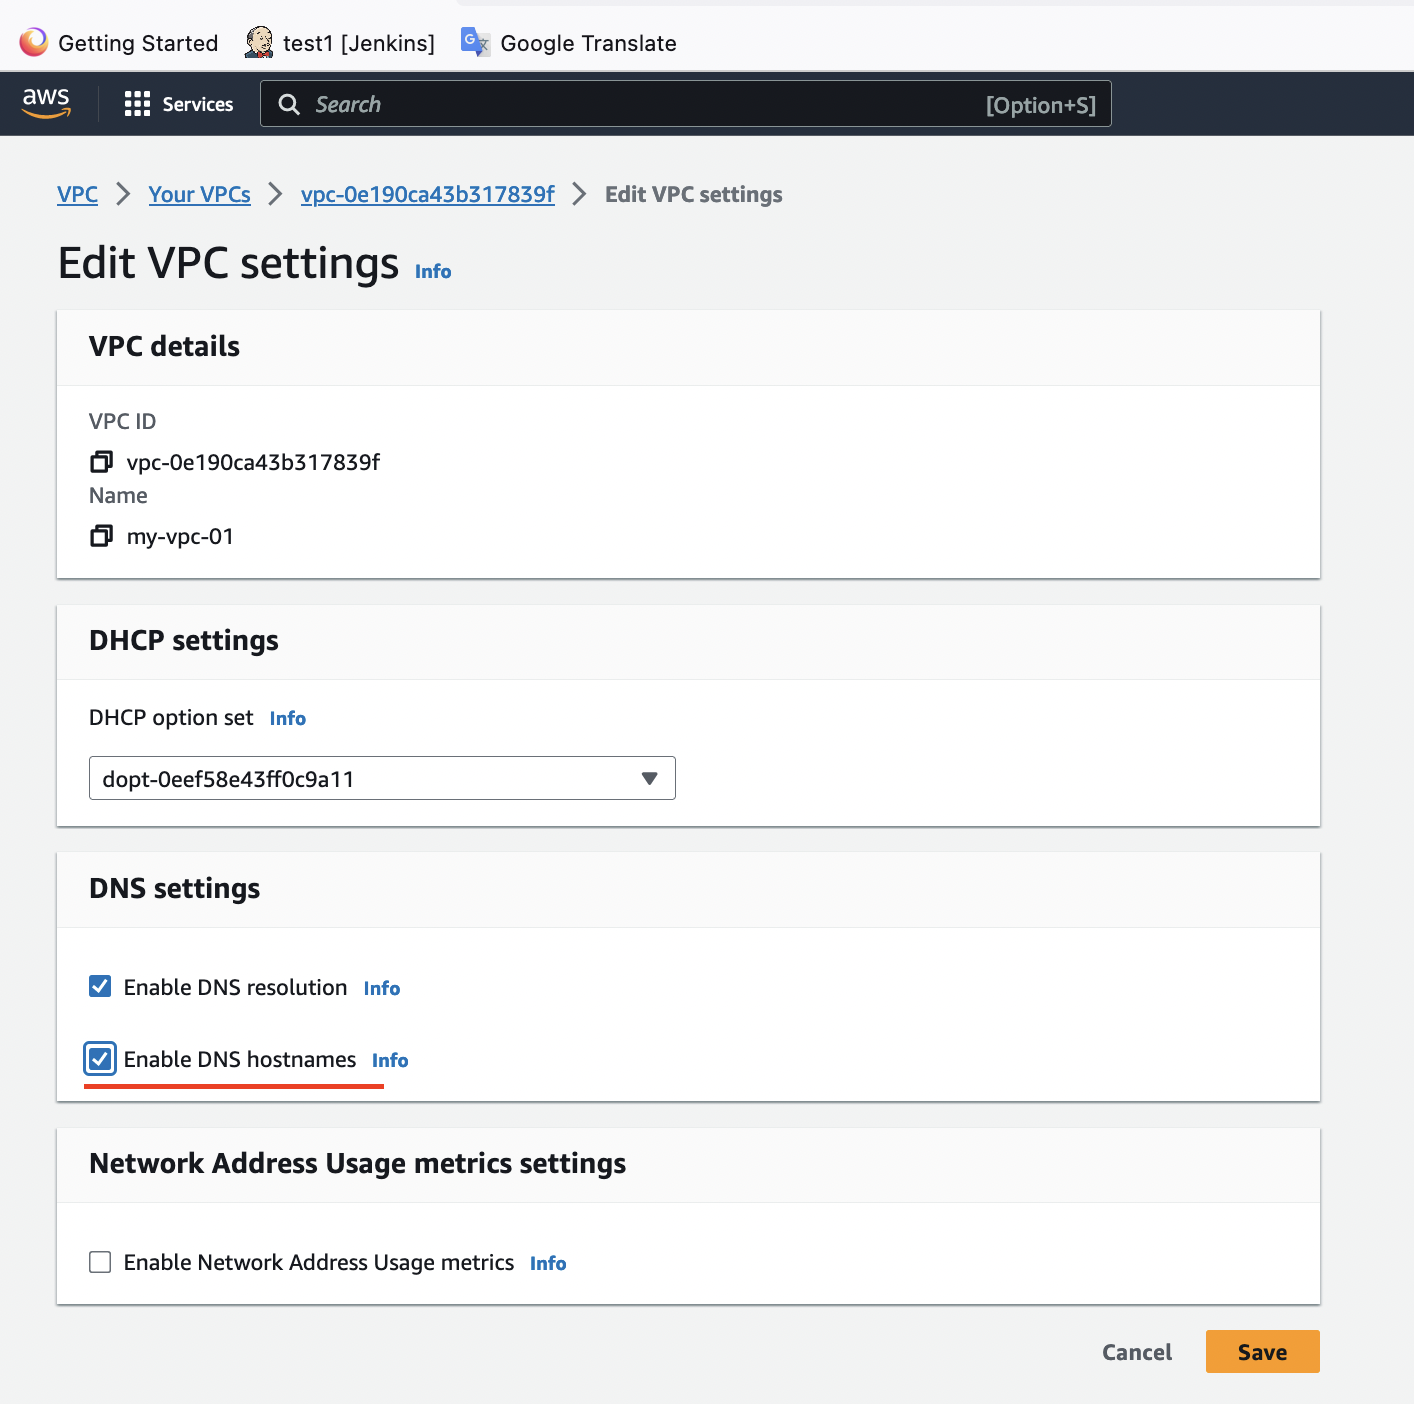 Getting Started test1 [Jenkins] Google Translate
aws Services Search [Option+S]
VPC Your VPCs vpc-0e190ca43b317839f Edit VPC settings
Edit VPC settings Info
VPC details
VPC ID
vpc-0e190ca43b317839f
Name
my-vpc-01
DHCP settings
DHCP option set Info
dopt-0eef58e43ff0c9a11
DNS settings
Enable DNS resolution Info
Enable DNS hostnames Info
Network Address Usage metrics settings
Enable Network Address Usage metrics Info
Cancel Save